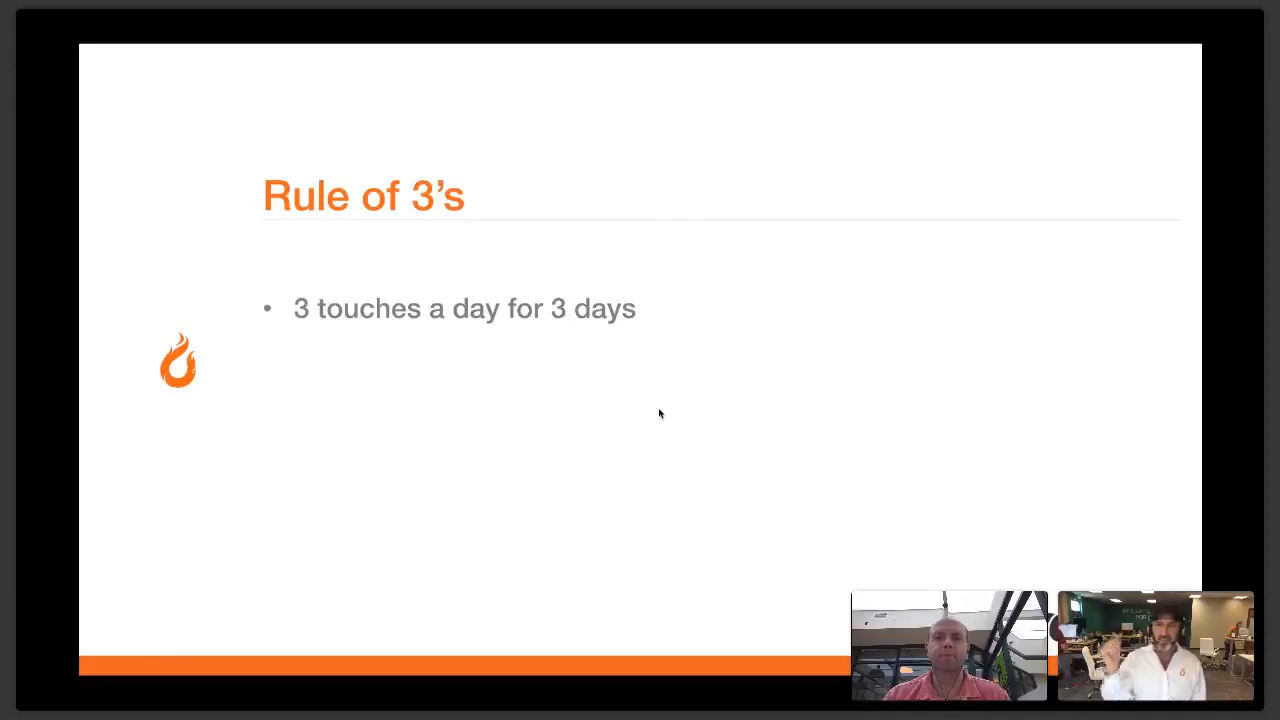 Rule of 3’s
• 3 touches a day for 3 days